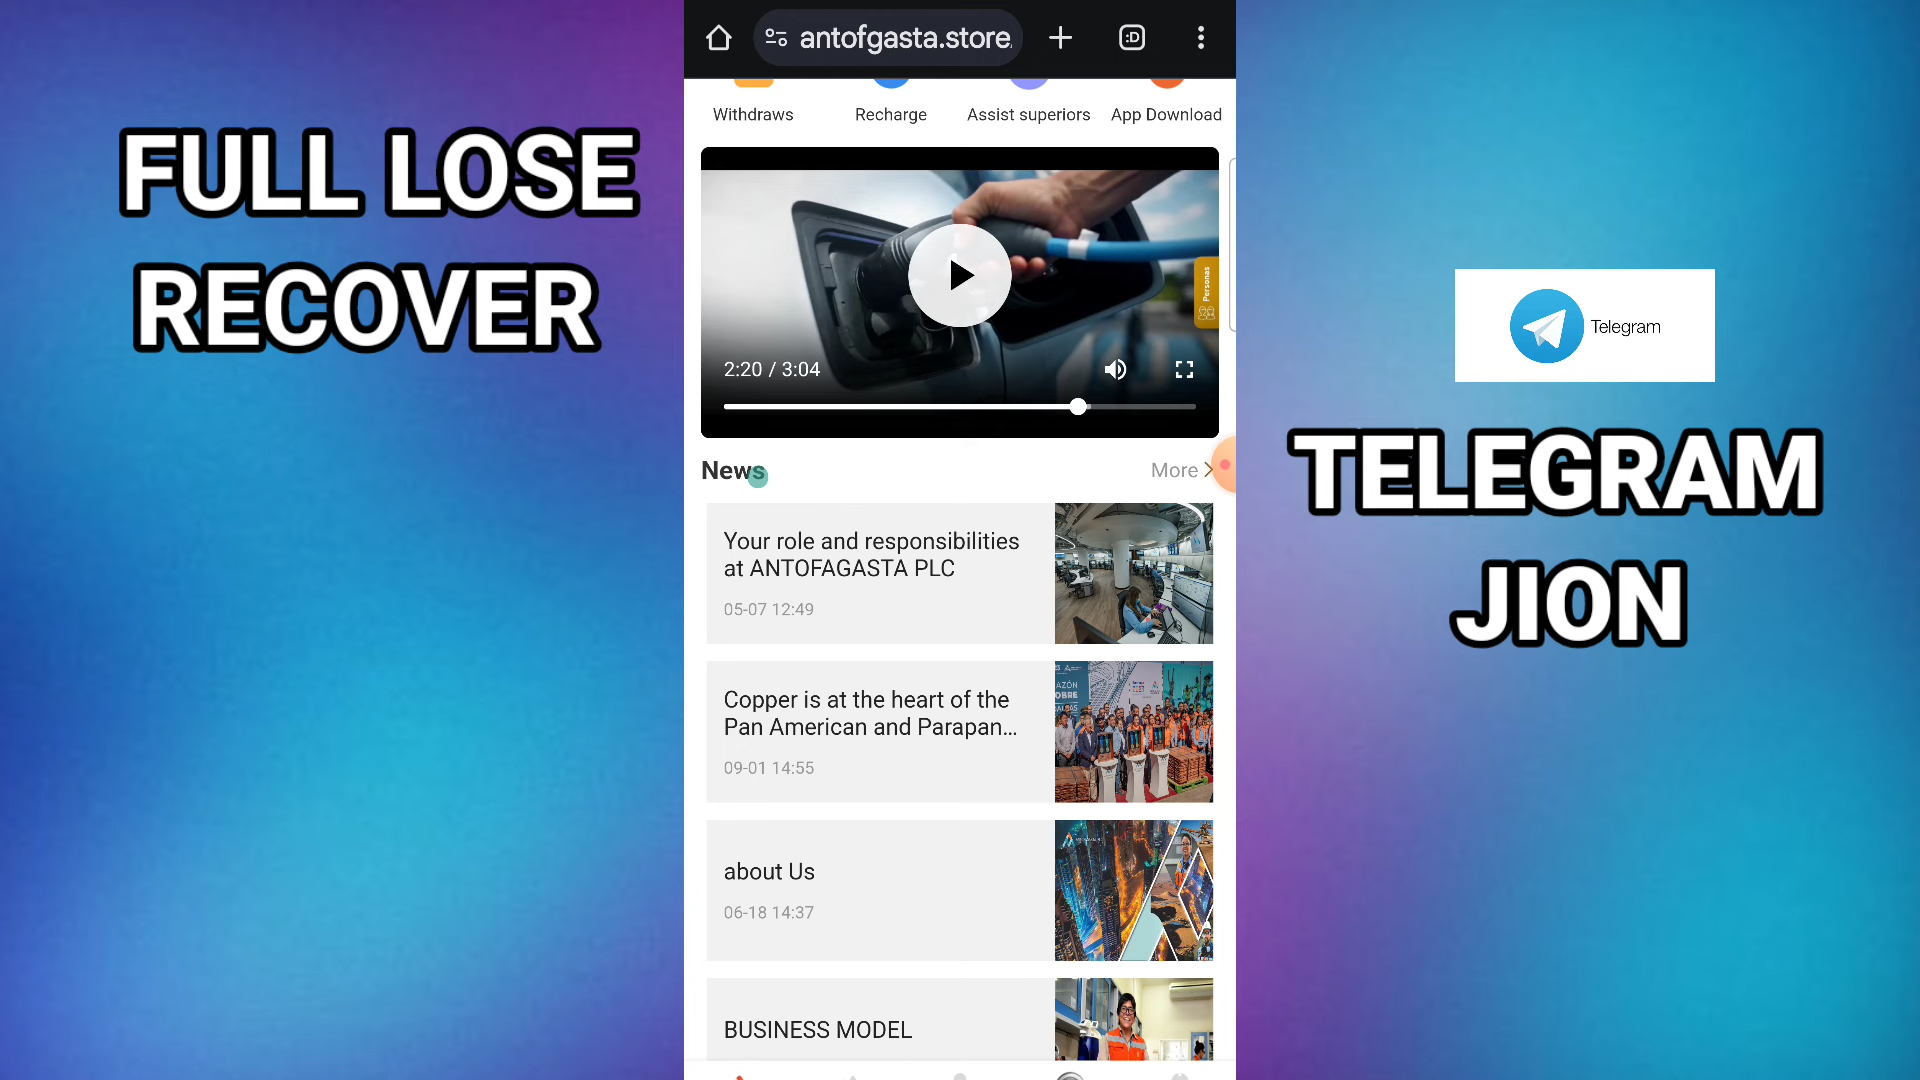 FULL LOSE
RECOVER
antofgasta.store
Withdraws
Recharge
Assist superiors
App Download
Personas
2:20 / 3:04
News
More
Your role and responsibilities
at ANTOFAGASTA PLC
05-07 12:49
Copper is at the heart of the
Pan American and Parapan...
09-01 14:55
about Us
06-18 14:37
BUSINESS MODEL
Telegram
TELEGRAM
JION